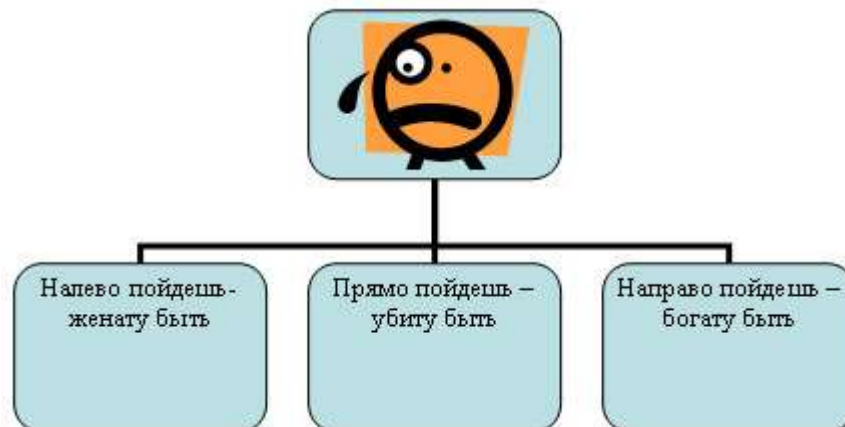 Налево пойдешь-
женату быть
Прямо пойдешь –
убиту быть
Направо пойдешь –
богату быть